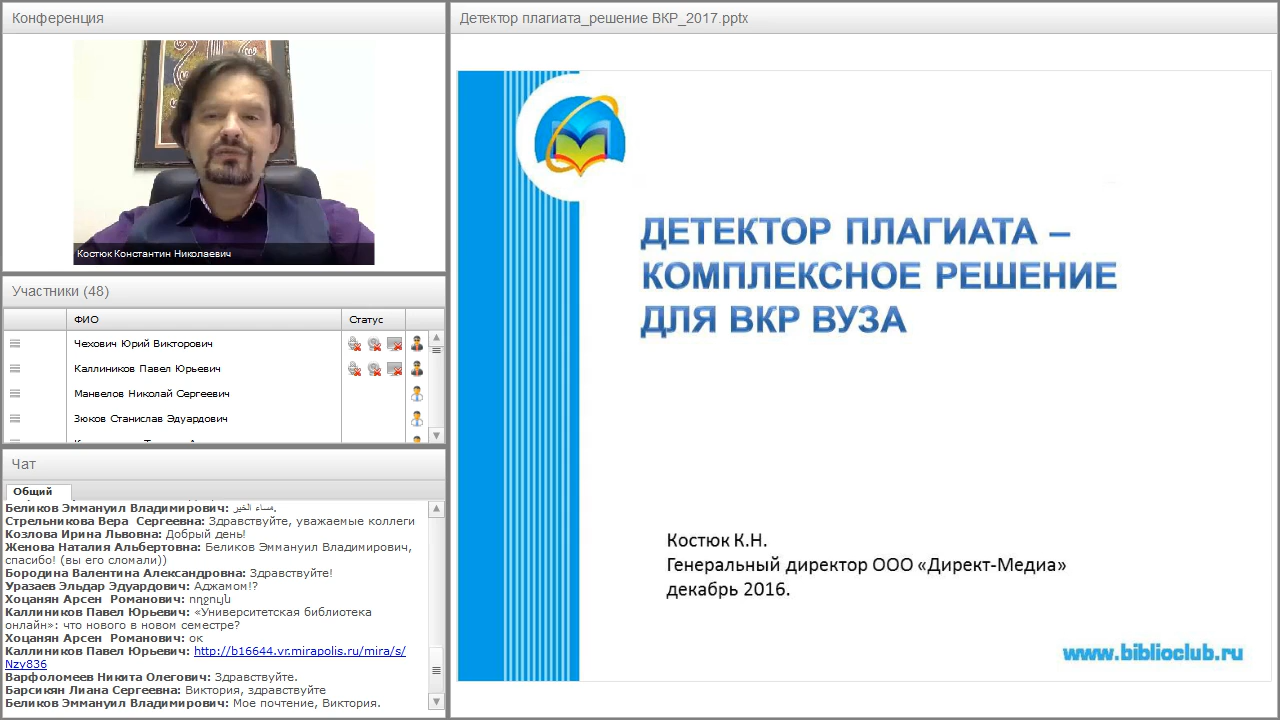 Конференция
Костюк Константин Николаевич
Участники (48)
ФИО Статус
Чехович Юрий Викторович
Каллиников Павел Юрьевич
Манвелов Николай Сергеевич
Зюков Станислав Эдуардович
Чат
Общий
Беликов Эммануил Владимирович: مساء الخير.
Стрельникова Вера Сергеевна: Здравствуйте, уважаемые коллеги
Козлова Ирина Львовна: Добрый день!
Женова Наталия Альбертовна: Беликов Эммануил Владимирович,
спасибо! (вы его сломали))
Бородина Валентина Александровна: Здравствуйте!
Уразаев Эльдар Эдуардович: Аджамом!?
Хоцанян Арсен Романович: ողջույն
Каллиников Павел Юрьевич: «Университетская библиотека
онлайн»: что нового в новом семестре?
Хоцанян Арсен Романович: ок
Каллиников Павел Юрьевич: http://b16644.vr.mirapolis.ru/mira/s/
Nzy836
Варфоломеев Никита Олегович: Здравствуйте.
Барсикян Лиана Сергеевна: Виктория, здравствуйте
Беликов Эммануил Владимирович: Мое почтение, Виктория.
Детектор плагиата_решение ВКР_2017.pptx
ДЕТЕКТОР ПЛАГИАТА –
КОМПЛЕКСНОЕ РЕШЕНИЕ
ДЛЯ ВКР ВУЗА
Костюк К.Н.
Генеральный директор ООО «Директ-Медиа»
декабрь 2016.
www.biblioclub.ru